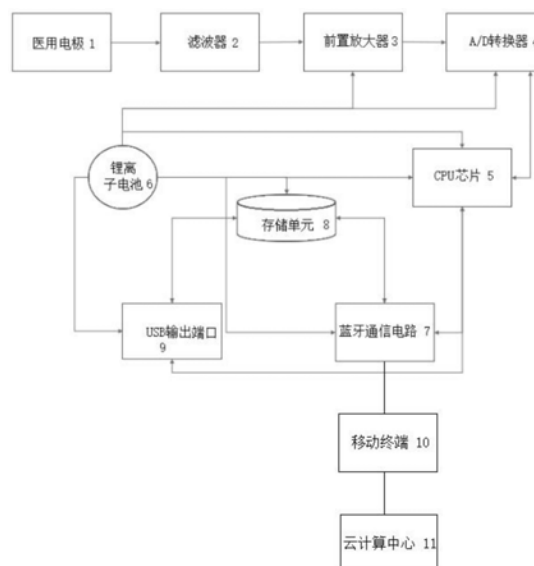 医用电极 1
滤波器 2
前置放大器 3
A/D转换器
锂离
子电池 6
CPU芯片 5
存储单元 8
USB输出端口
9
蓝牙通信电路 7
移动终端 10
云计算中心 11